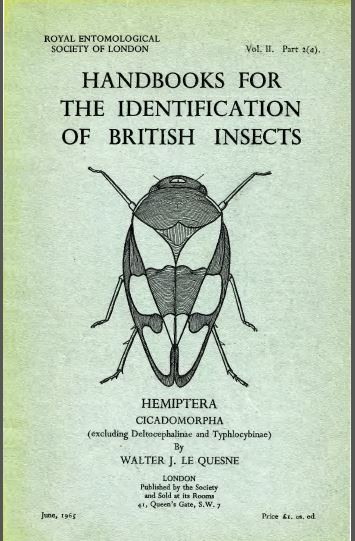 ROYAL ENTOMOLOGICAL
SOCIETY OF LONDON
Vol. II. Part 2(a).
HANDBOOKS FOR
THE IDENTIFICATION
OF BRITISH INSECTS
HEMIPTERA
CICADOMORPHA
(excluding Deltocephalinae and Typhlocybinae)
By
WALTER J. LE QUESNE
LONDON
Published by the Society
and Sold at its Rooms
41, Queen's Gate, S.W. 7
June, 1965
Price £1. 0s. 0d